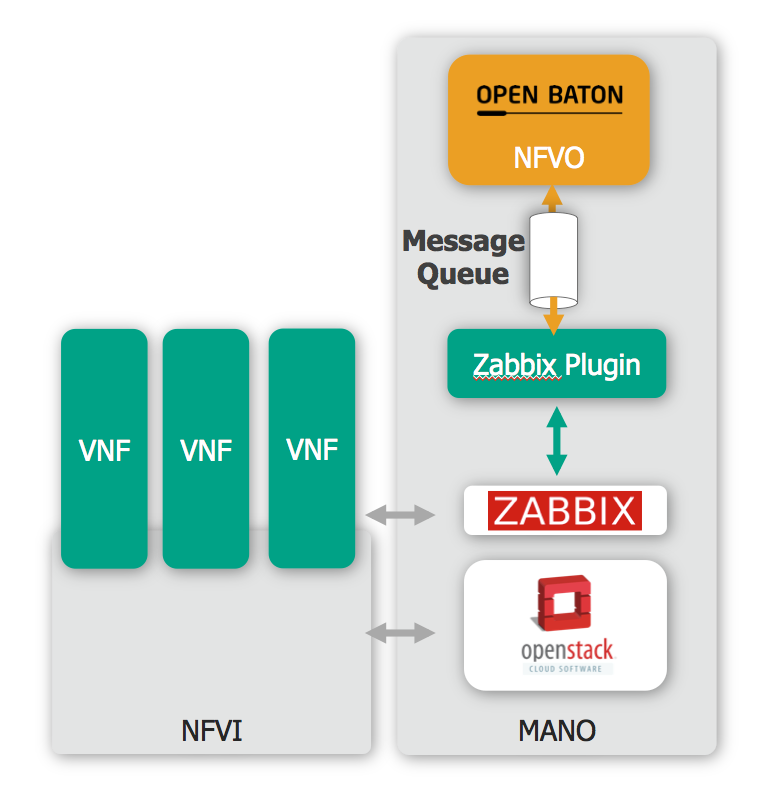 OPEN BATON
NFVO
Message
Queue
Zabbix Plugin
VNF
VNF
VNF
ZABBIX
openstack
CLOUD SOFTWARE
NFVI
MANO